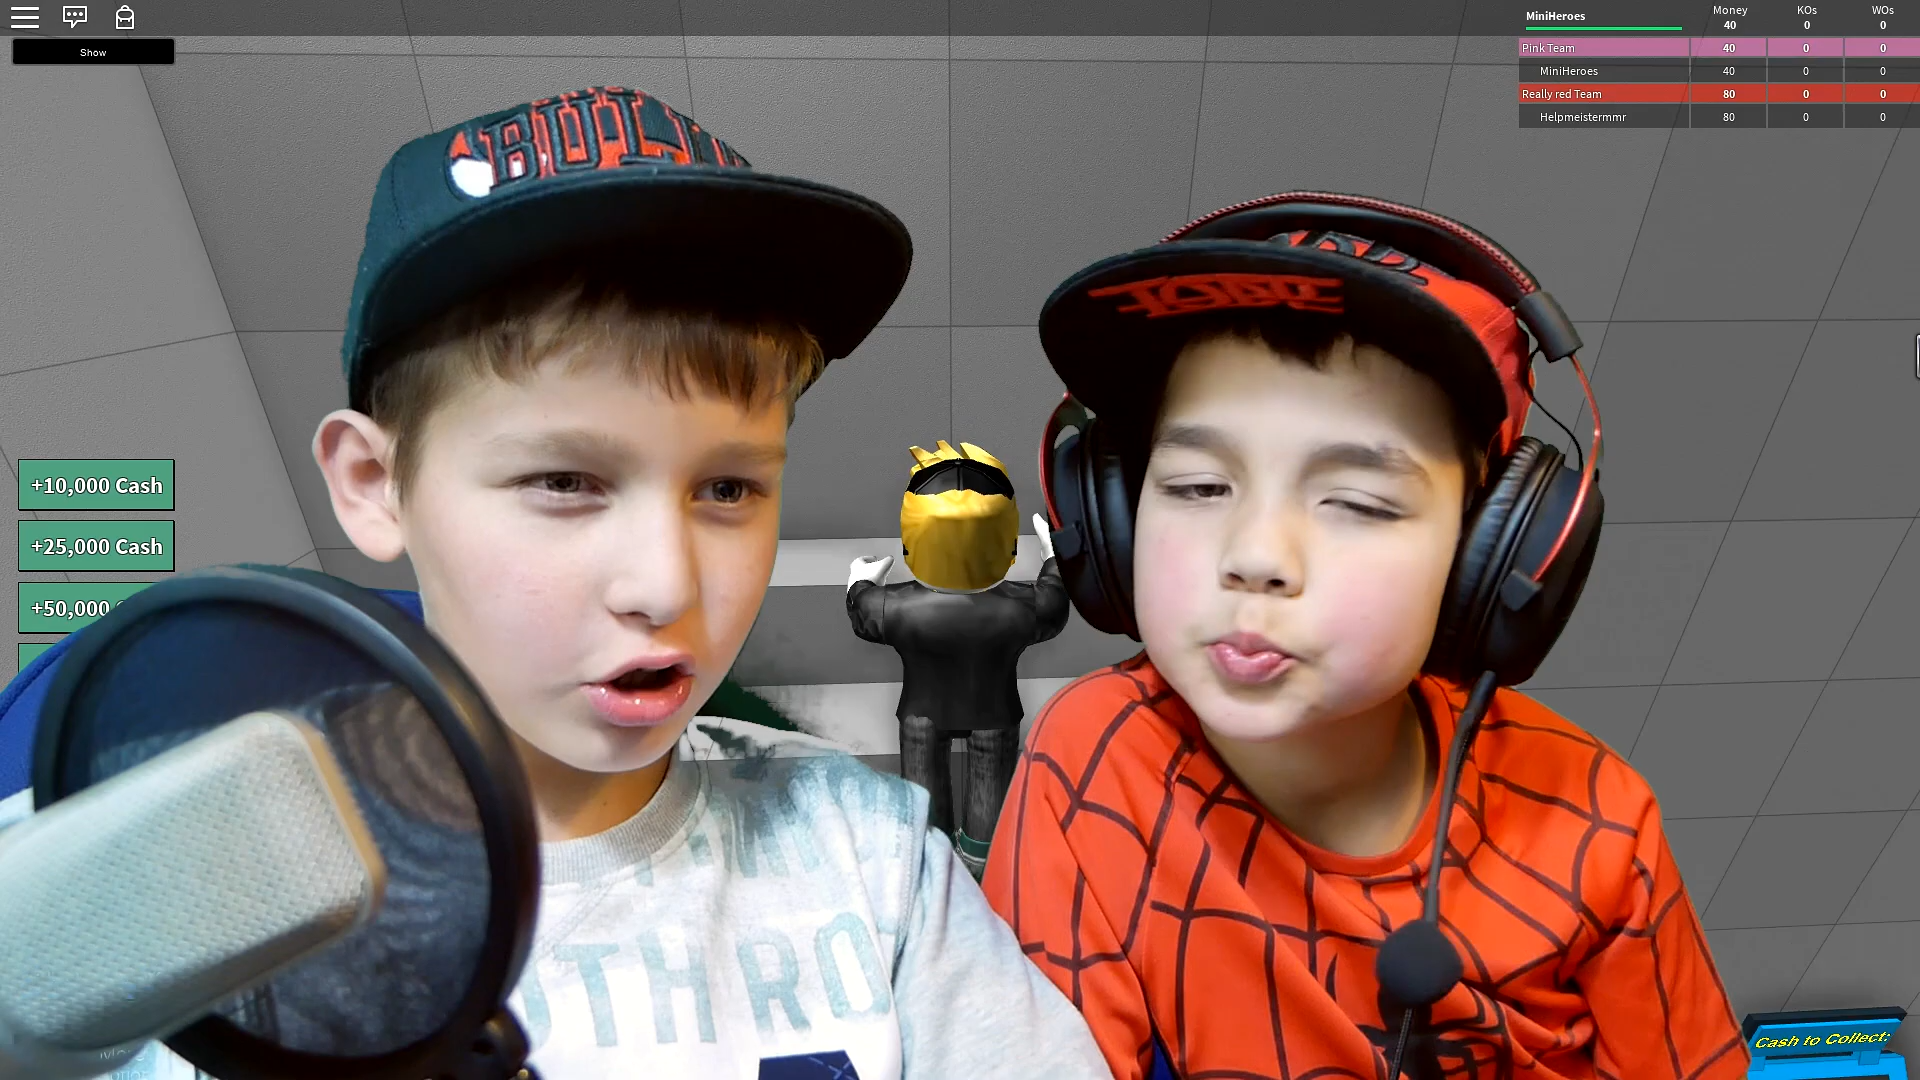 Show
MiniHeroes
Money
KOs
WOs
40
0
0
Pink Team
40
0
0
MiniHeroes
40
0
0
Really red Team
80
0
0
Helpmeistermmr
80
0
0
+10,000 Cash
+25,000 Cash
+50,000
Cash to Collect: